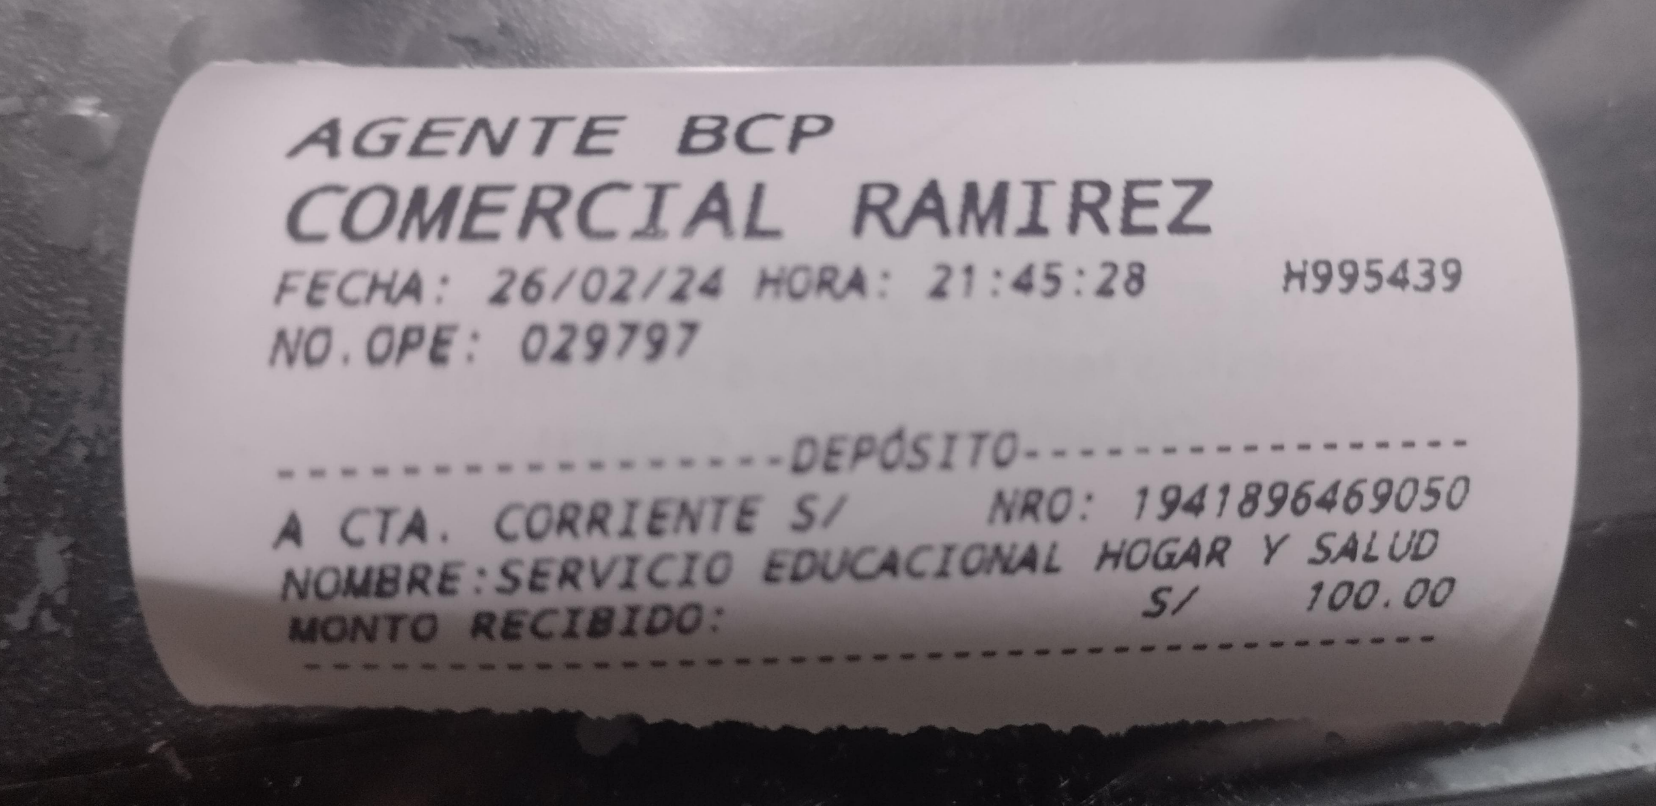 AGENTE BCP
COMERCIAL RAMIREZ
FECHA: 26/02/24 HORA: 21:45:28 H995439
NO.OPE: 029797
------------------DEPÓSITO-----------------
A CTA. CORRIENTE S/ NRO: 1941896469050
NOMBRE:SERVICIO EDUCACIONAL HOGAR Y SALUD
MONTO RECIBIDO: S/ 100.00
-------------------------------------------